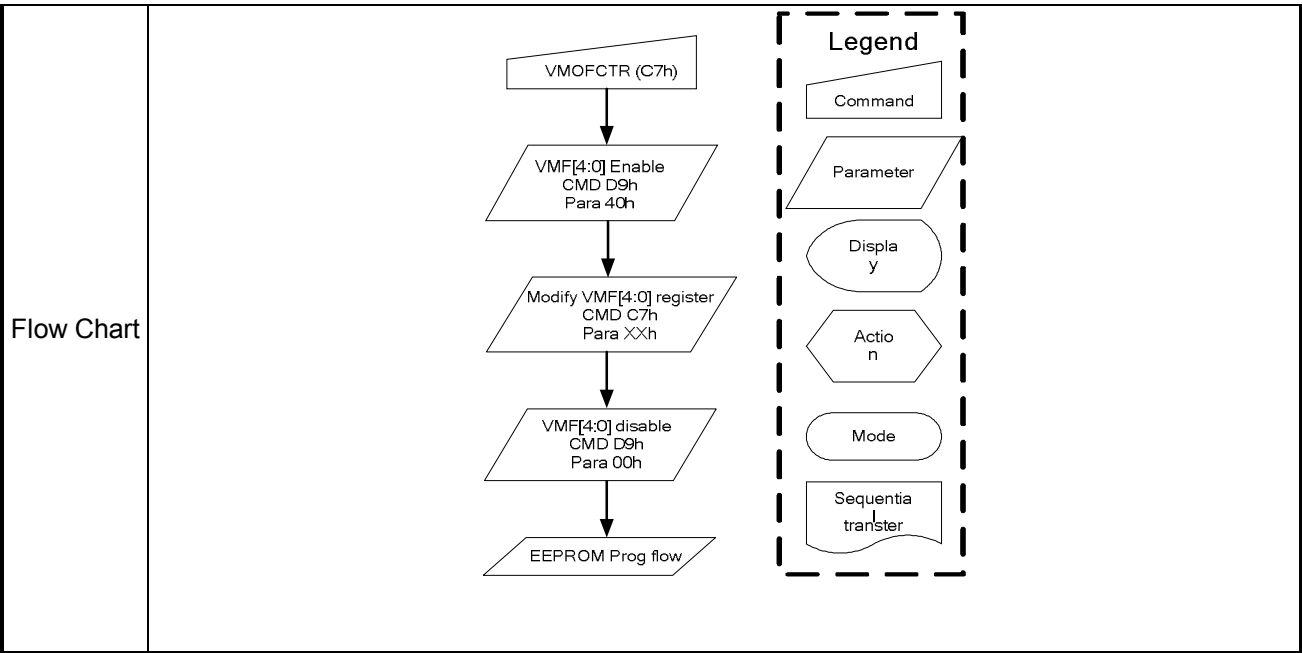 Flow Chart
VMOFCTR (C7h)
VMF[4:0] Enable
CMD D9h
Para 40h
Modify VMF[4:0] register
CMD C7h
Para XXh
VMF[4:0] disable
CMD D9h
Para 00h
EEPROM Prog flow
Legend
Command
Parameter
Displa
y
Actio
n
Mode
Sequentia
l
transter